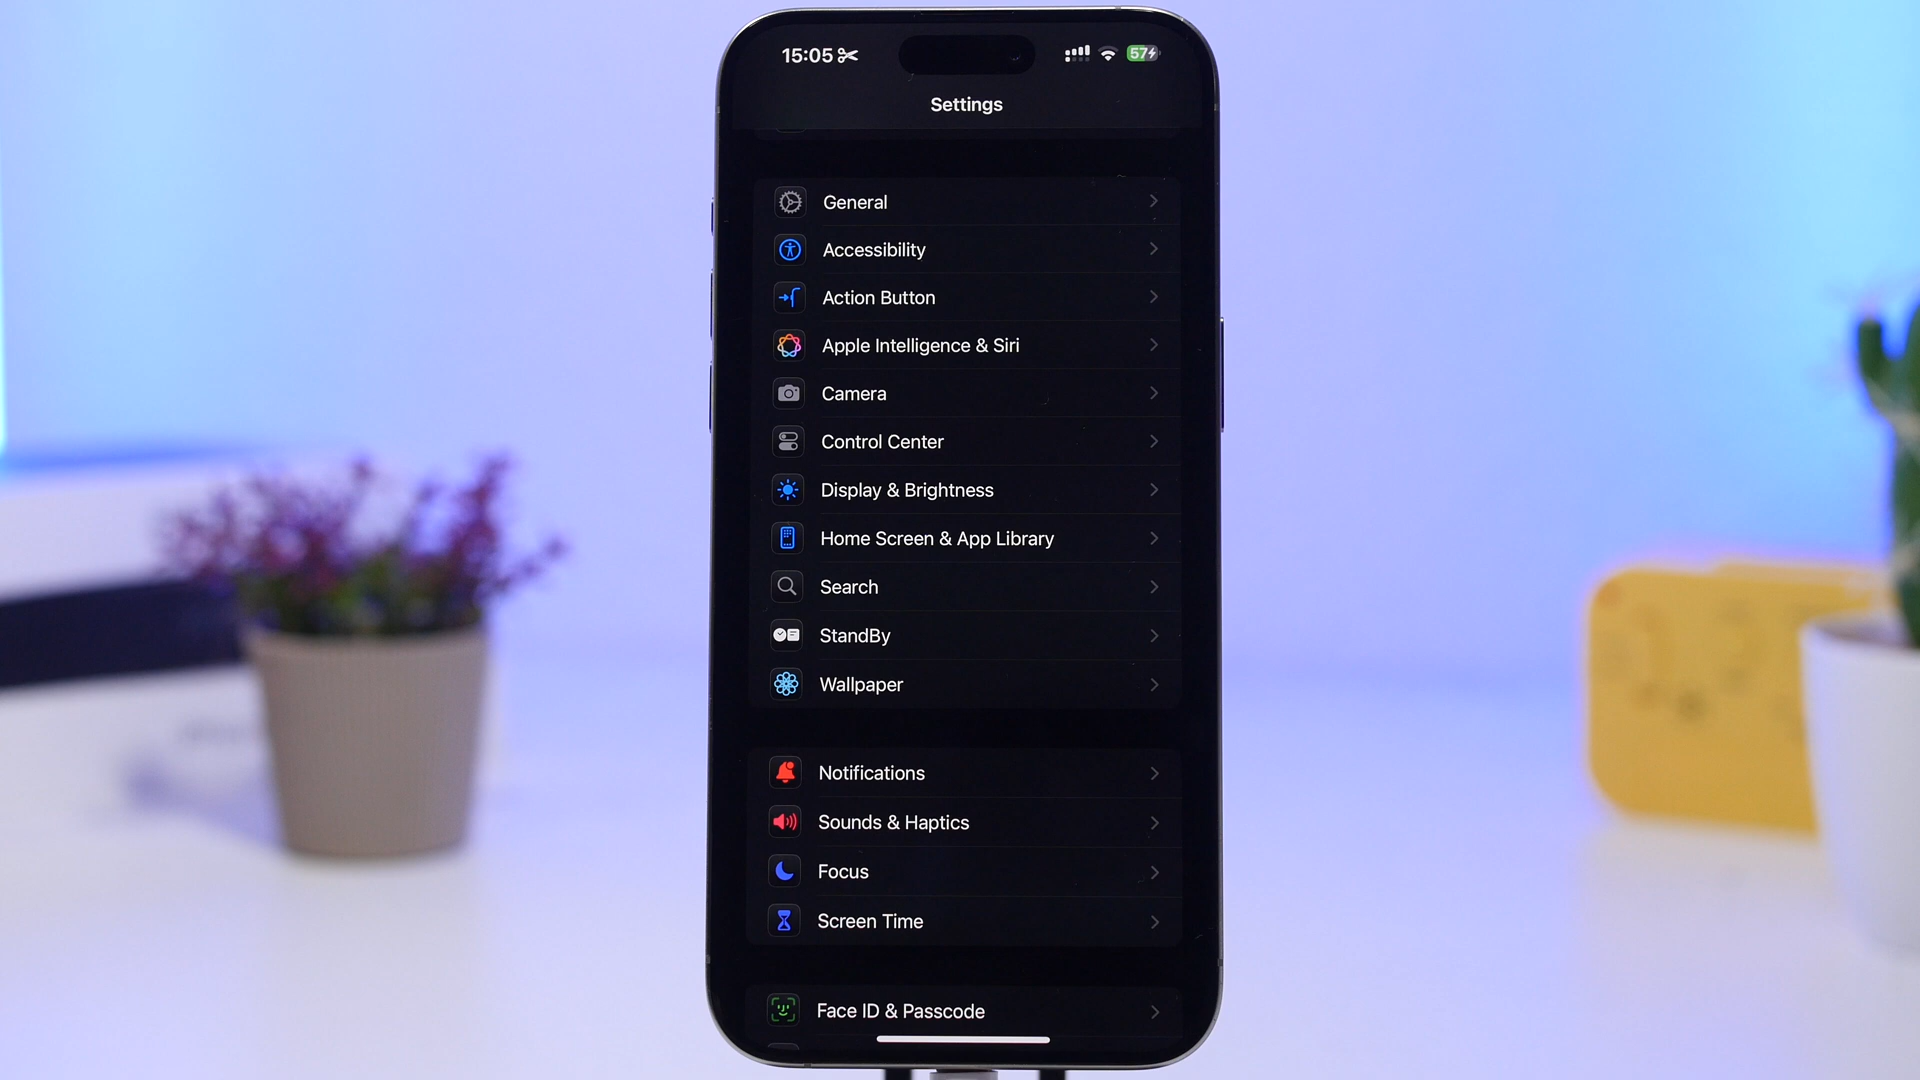 15:05
57
Settings
General
Accessibility
Action Button
Apple Intelligence & Siri
Camera
Control Center
Display & Brightness
Home Screen & App Library
Search
StandBy
Wallpaper
Notifications
Sounds & Haptics
Focus
Screen Time
Face ID & Passcode